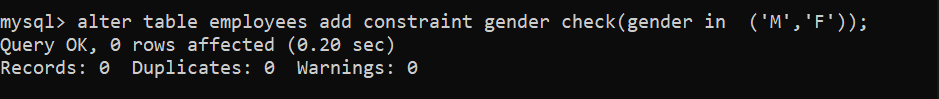 mysql> alter table employees add constraint gender check(gender in  ('M','F'));
Query OK, 0 rows affected (0.20 sec)
Records: 0  Duplicates: 0  Warnings: 0